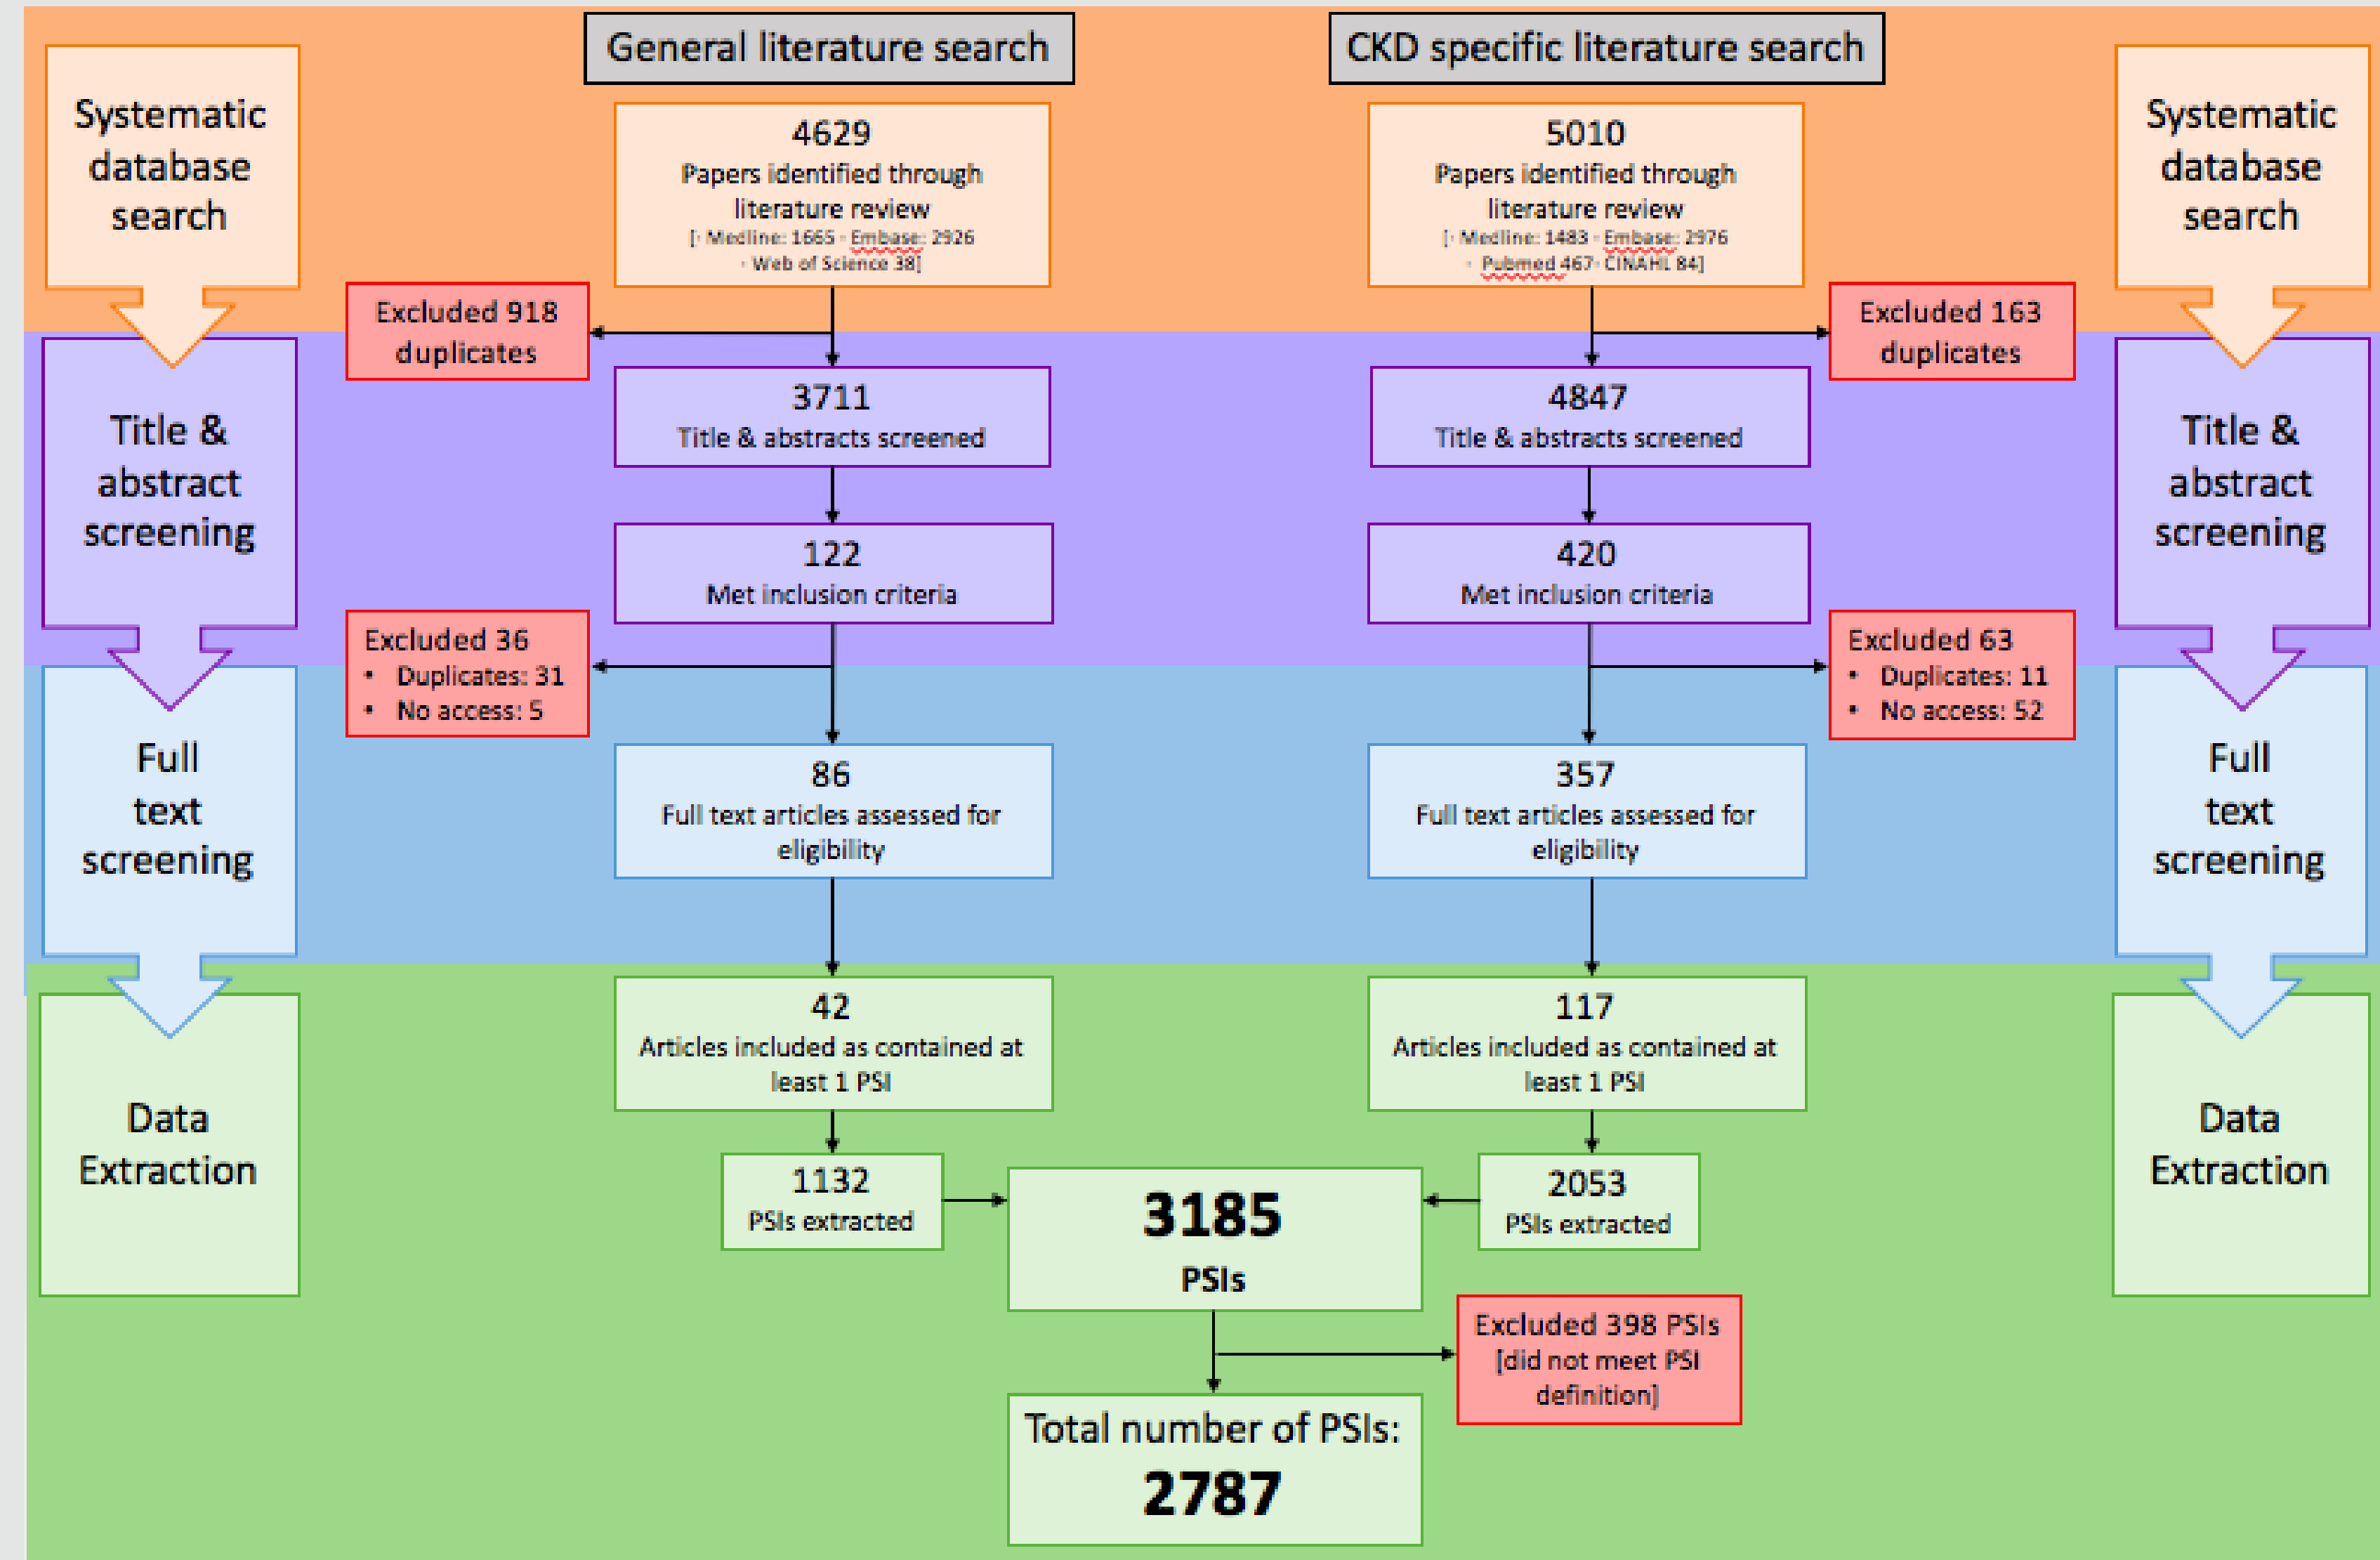 General literature search
CKD specific literature search
Systematic
database
search
4629
Papers identified through
literature review
[· Medline: 1665 · Embase: 2926
· Web of Science 38]
5010
Papers identified through
literature review
[· Medline: 1483 · Embase: 2976
· Pubmed 467· CINAHL 84]
Systematic
database
search
Excluded 918
duplicates
Excluded 163
duplicates
Title &
abstract
screening
3711
Title & abstracts screened
4847
Title & abstracts screened
Title &
abstract
screening
122
Met inclusion criteria
420
Met inclusion criteria
Excluded 36
• Duplicates: 31
• No access: 5
Excluded 63
• Duplicates: 11
• No access: 52
Full
text
screening
86
Full text articles assessed for
eligibility
357
Full text articles assessed for
eligibility
Full
text
screening
42
Articles included as contained at
least 1 PSI
117
Articles included as contained at
least 1 PSI
Data
Extraction
1132
PSIs extracted
3185
PSIs
2053
PSIs extracted
Data
Extraction
Excluded 398 PSIs
[did not meet PSI
definition]
Total number of PSIs:
2787